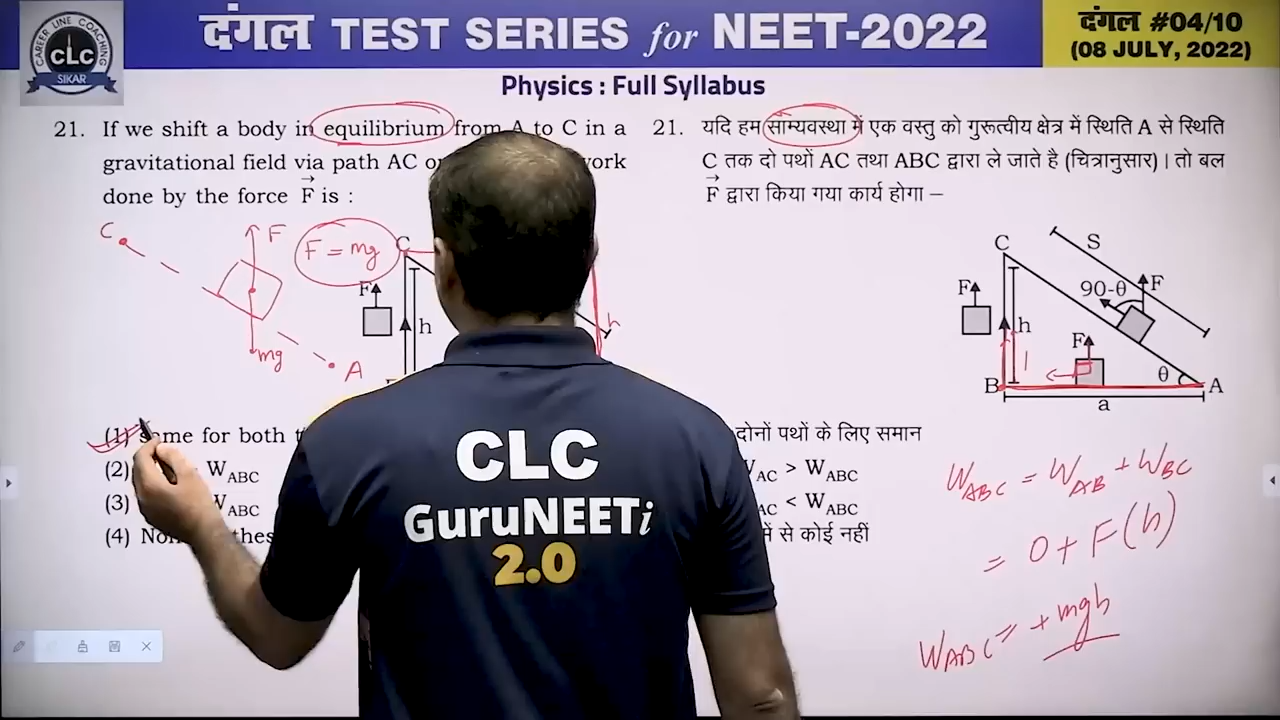 CAREER LINE COACHING
CLC
SIKAR
दंगल TEST SERIES for NEET-2022
दंगल #04/10
(08 JULY, 2022)
Physics : Full Syllabus
21. If we shift a body in equilibrium from A to C in a
gravitational field via path AC o
work
done by the force F→ is :
21. यदि हम साम्यवस्था में एक वस्तु को गुरूत्वीय क्षेत्र में स्थिति A से स्थिति
C तक दो पथों AC तथा ABC द्वारा ले जाते है (चित्रानुसार)। तो बल
F→ द्वारा किया गया कार्य होगा –
C
F
F = mg
mg
A
C
F
h
h
C
S
F
90-θ
F
h
F
θ
B
A
a
(1) same for both
(2) W_ABC
(3) W_ABC
(4)
दोनों पथों के लिए समान
W_AC > W_ABC
W_AC < W_ABC
में से कोई नहीं
W_ABC = W_AB + W_BC
= 0 + F(h)
W_ABC = +mgh
CLC
GuruNEETi
2.0